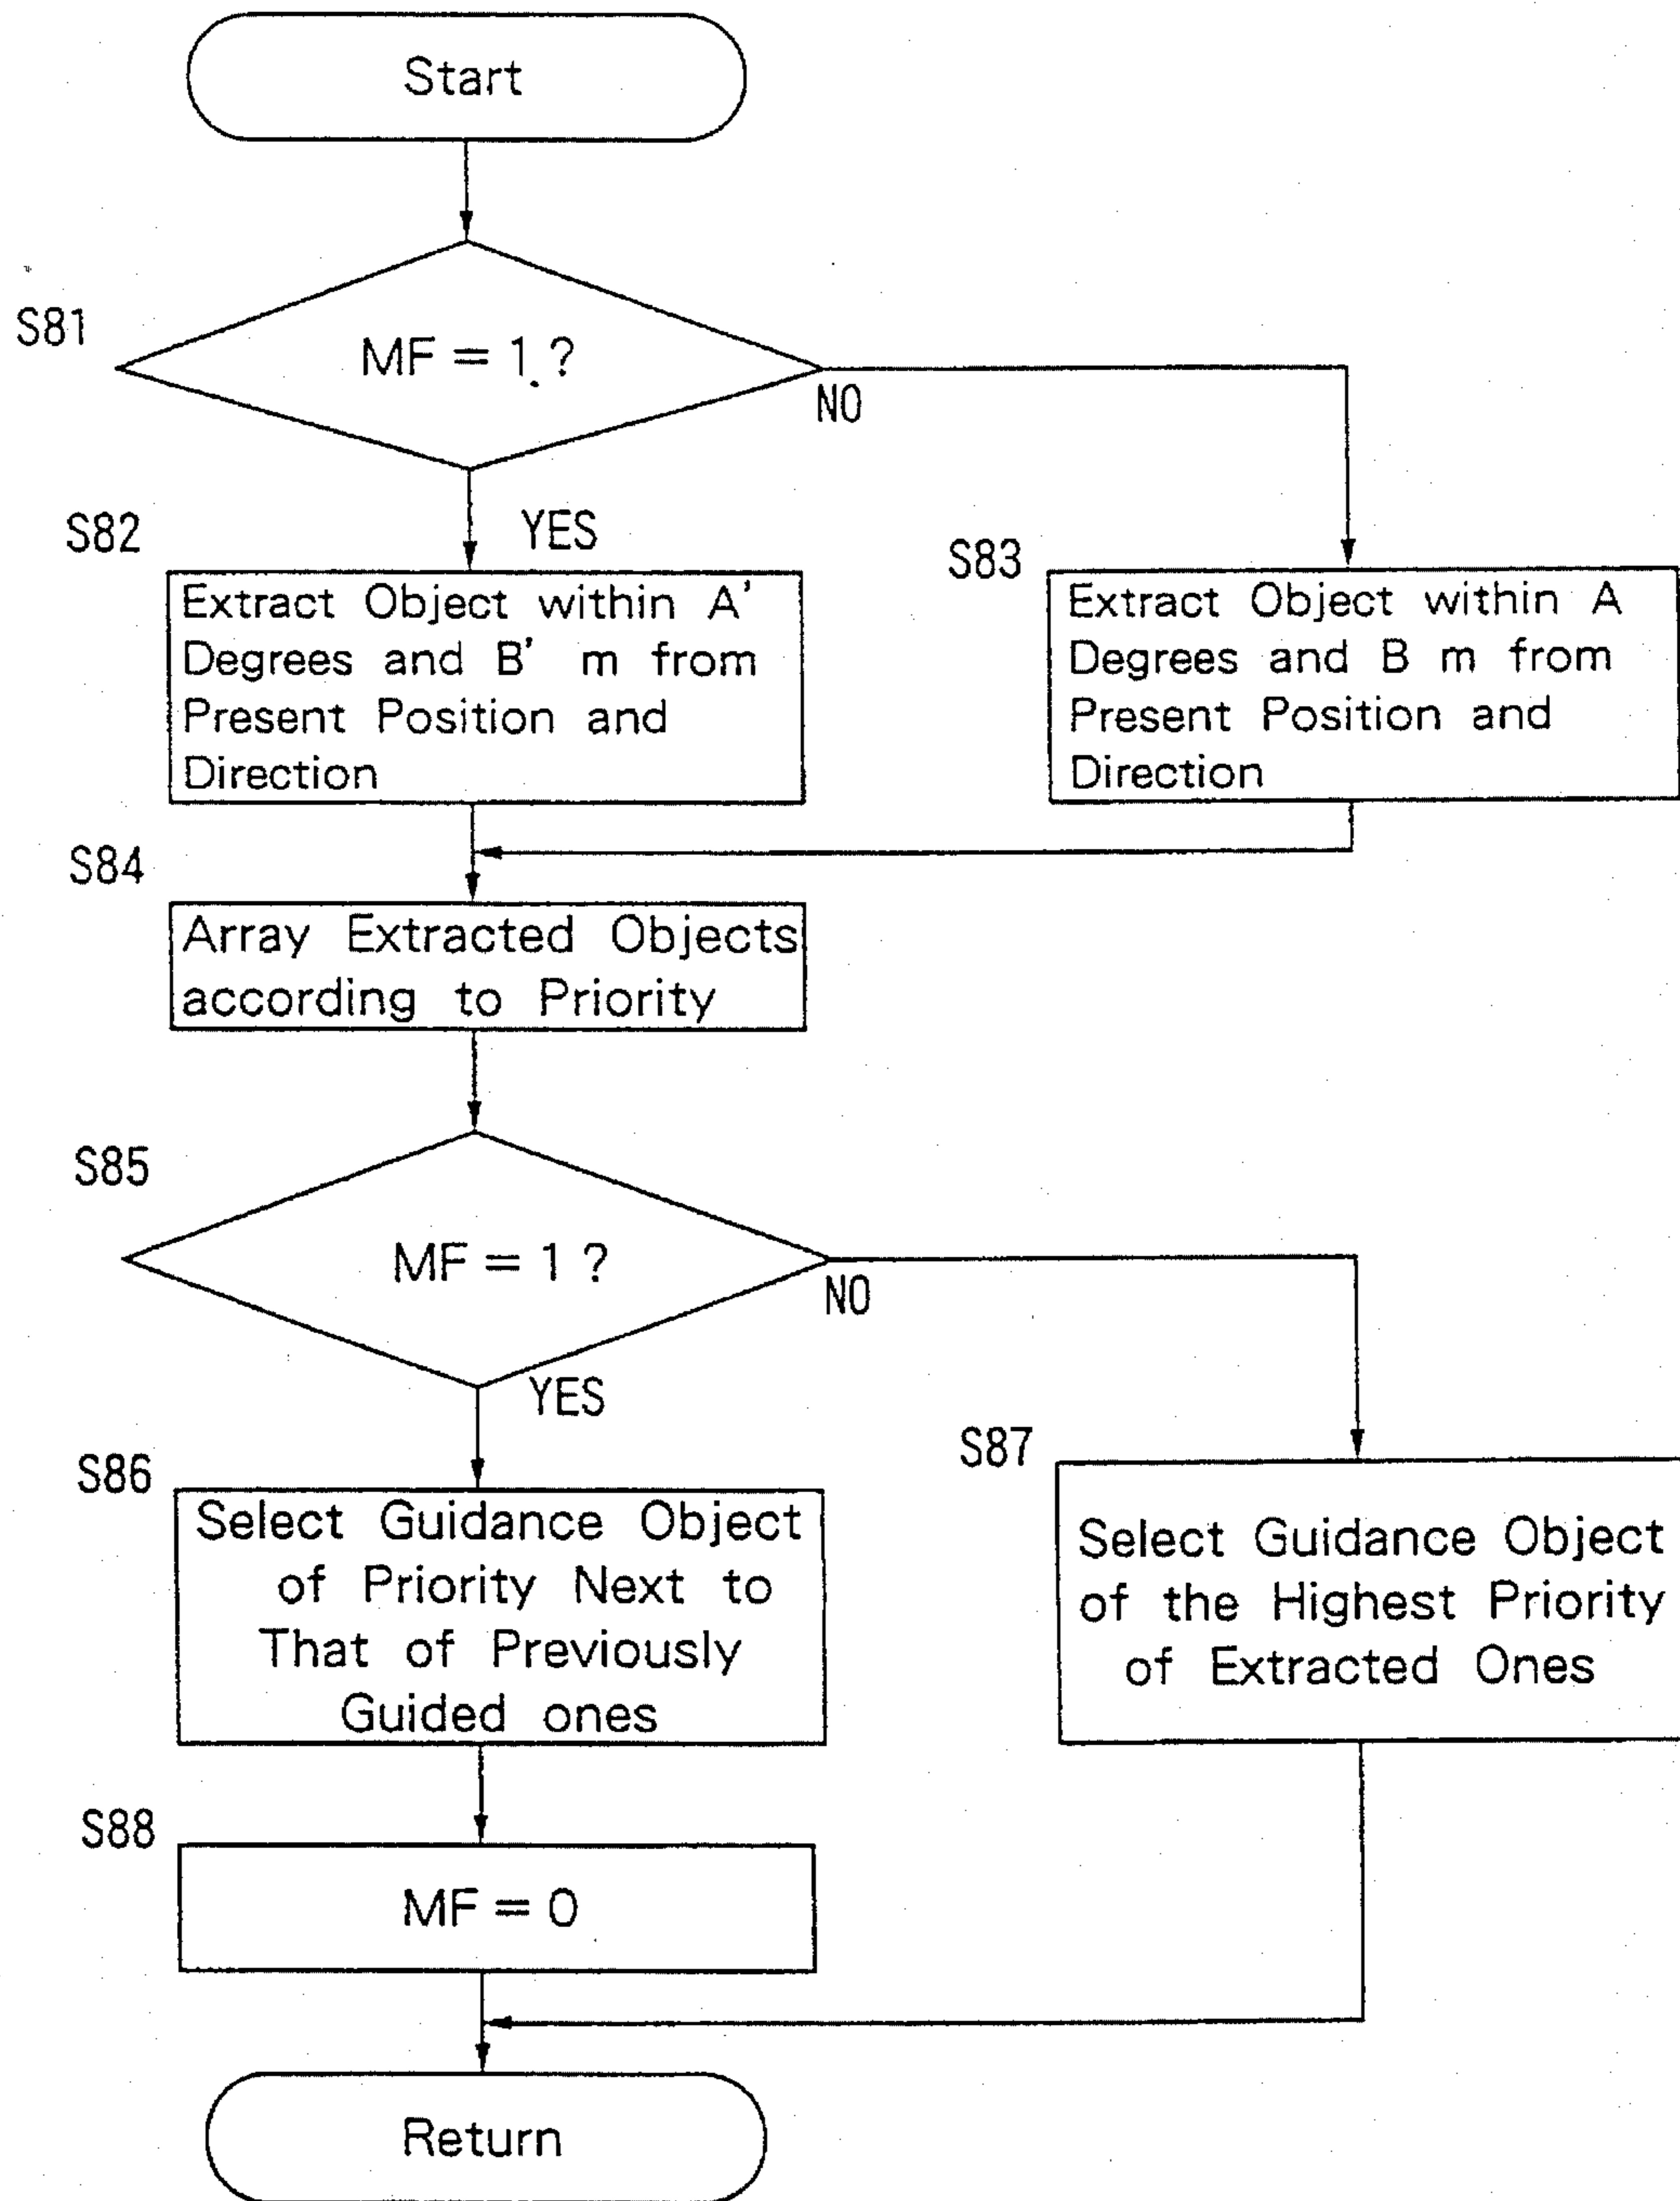 Start
S81
MF = 1 ?
NO
S82
YES
S83
Extract Object within A'
Degrees and B' m from
Present Position and
Direction
Extract Object within A
Degrees and B m from
Present Position and
Direction
S84
Array Extracted Objects
according to Priority
S85
MF = 1 ?
NO
YES
S86
Select Guidance Object
of Priority Next to
That of Previously
Guided ones
S87
Select Guidance Object
of the Highest Priority
of Extracted Ones
S88
MF = 0
Return